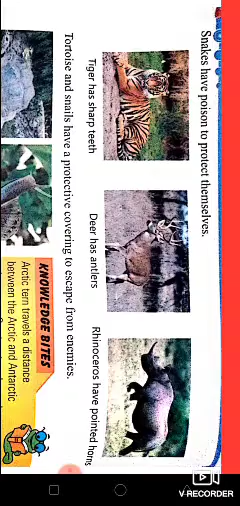 Snakes have poison to protect themselves.
Tiger has sharp teeth
Deer has antlers
Rhinoceros have pointed horns
Tortoise and snails have a protective covering to escape from enemies.
KNOWLEDGE BITES
Arctic tern travels a distance
between the Arctic and Antarctic
V-RECORDER